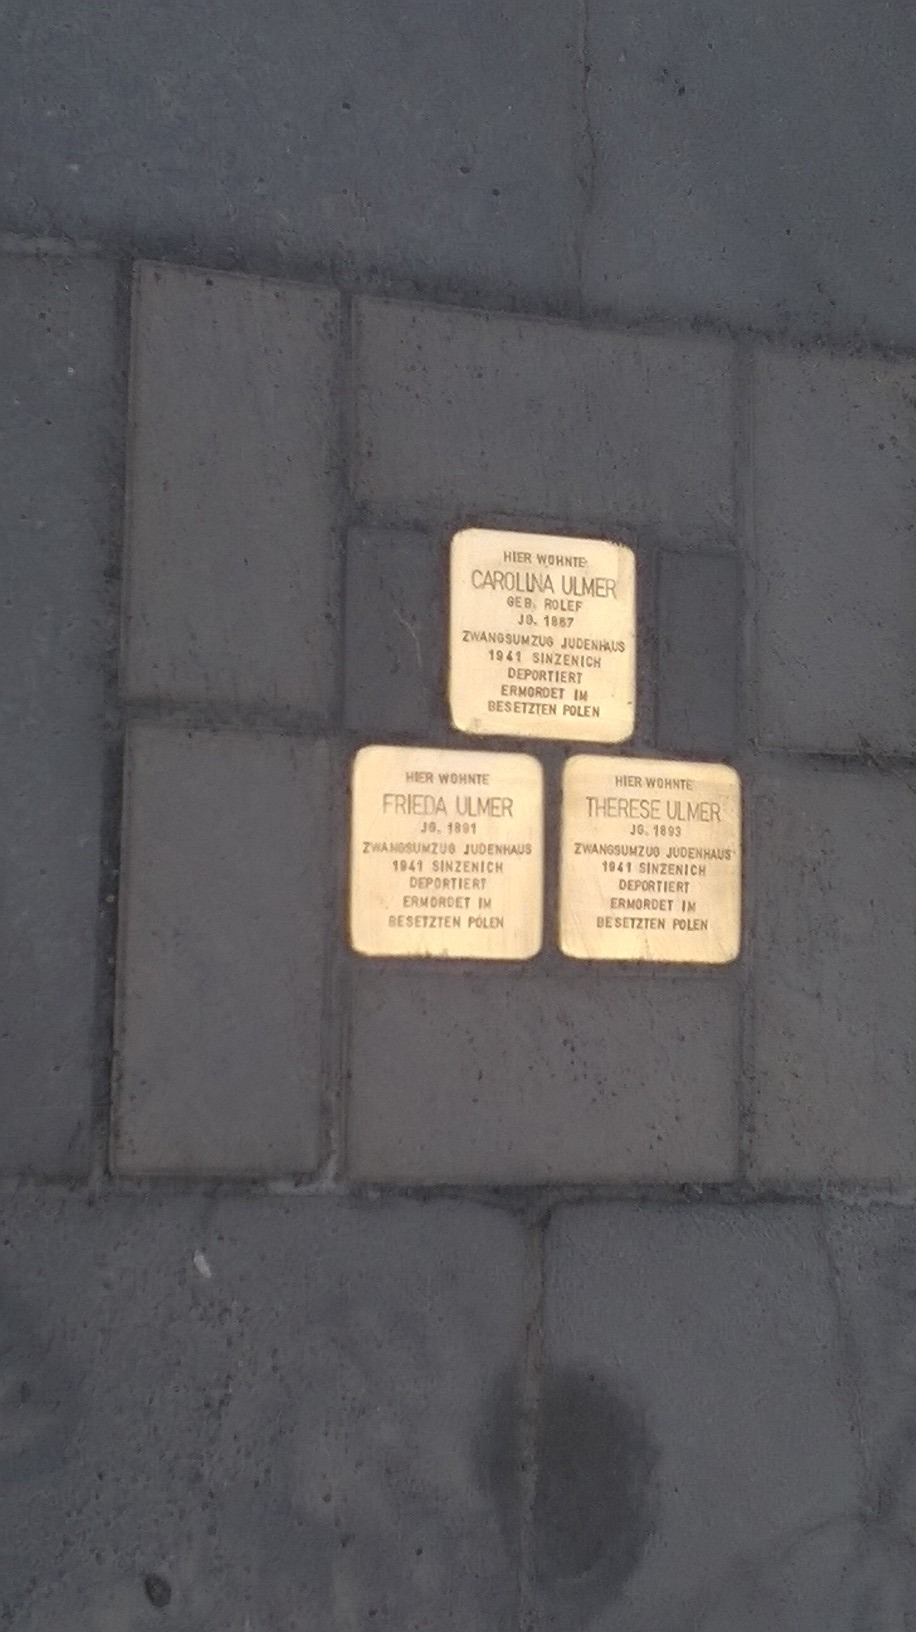 HIER WOHNTE
CAROLINA ULMER
GEB. ROLEF
JG. 1867
ZWANGSUMZUG JUDENHAUS
1941 SINZENICH
DEPORTIERT
ERMORDET IM
BESETZTEN POLEN
HIER WOHNTE
FRIEDA ULMER
JG. 1891
ZWANGSUMZUG JUDENHAUS
1941 SINZENICH
DEPORTIERT
ERMORDET IM
BESETZTEN POLEN
HIER WOHNTE
THERESE ULMER
JG. 1893
ZWANGSUMZUG JUDENHAUS
1941 SINZENICH
DEPORTIERT
ERMORDET IM
BESETZTEN POLEN